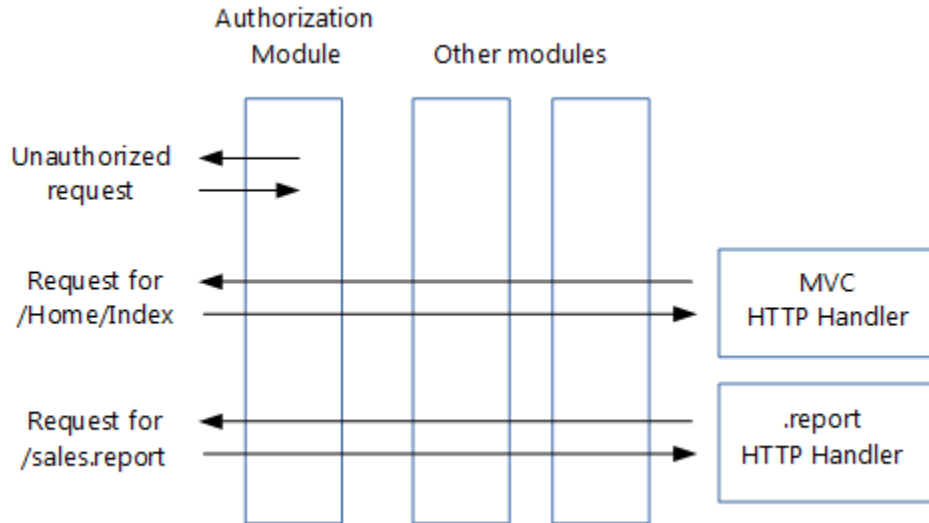 Authorization
Module
Other modules
Unauthorized
request
Request for
/Home/Index
MVC
HTTP Handler
Request for
/sales.report
.report
HTTP Handler